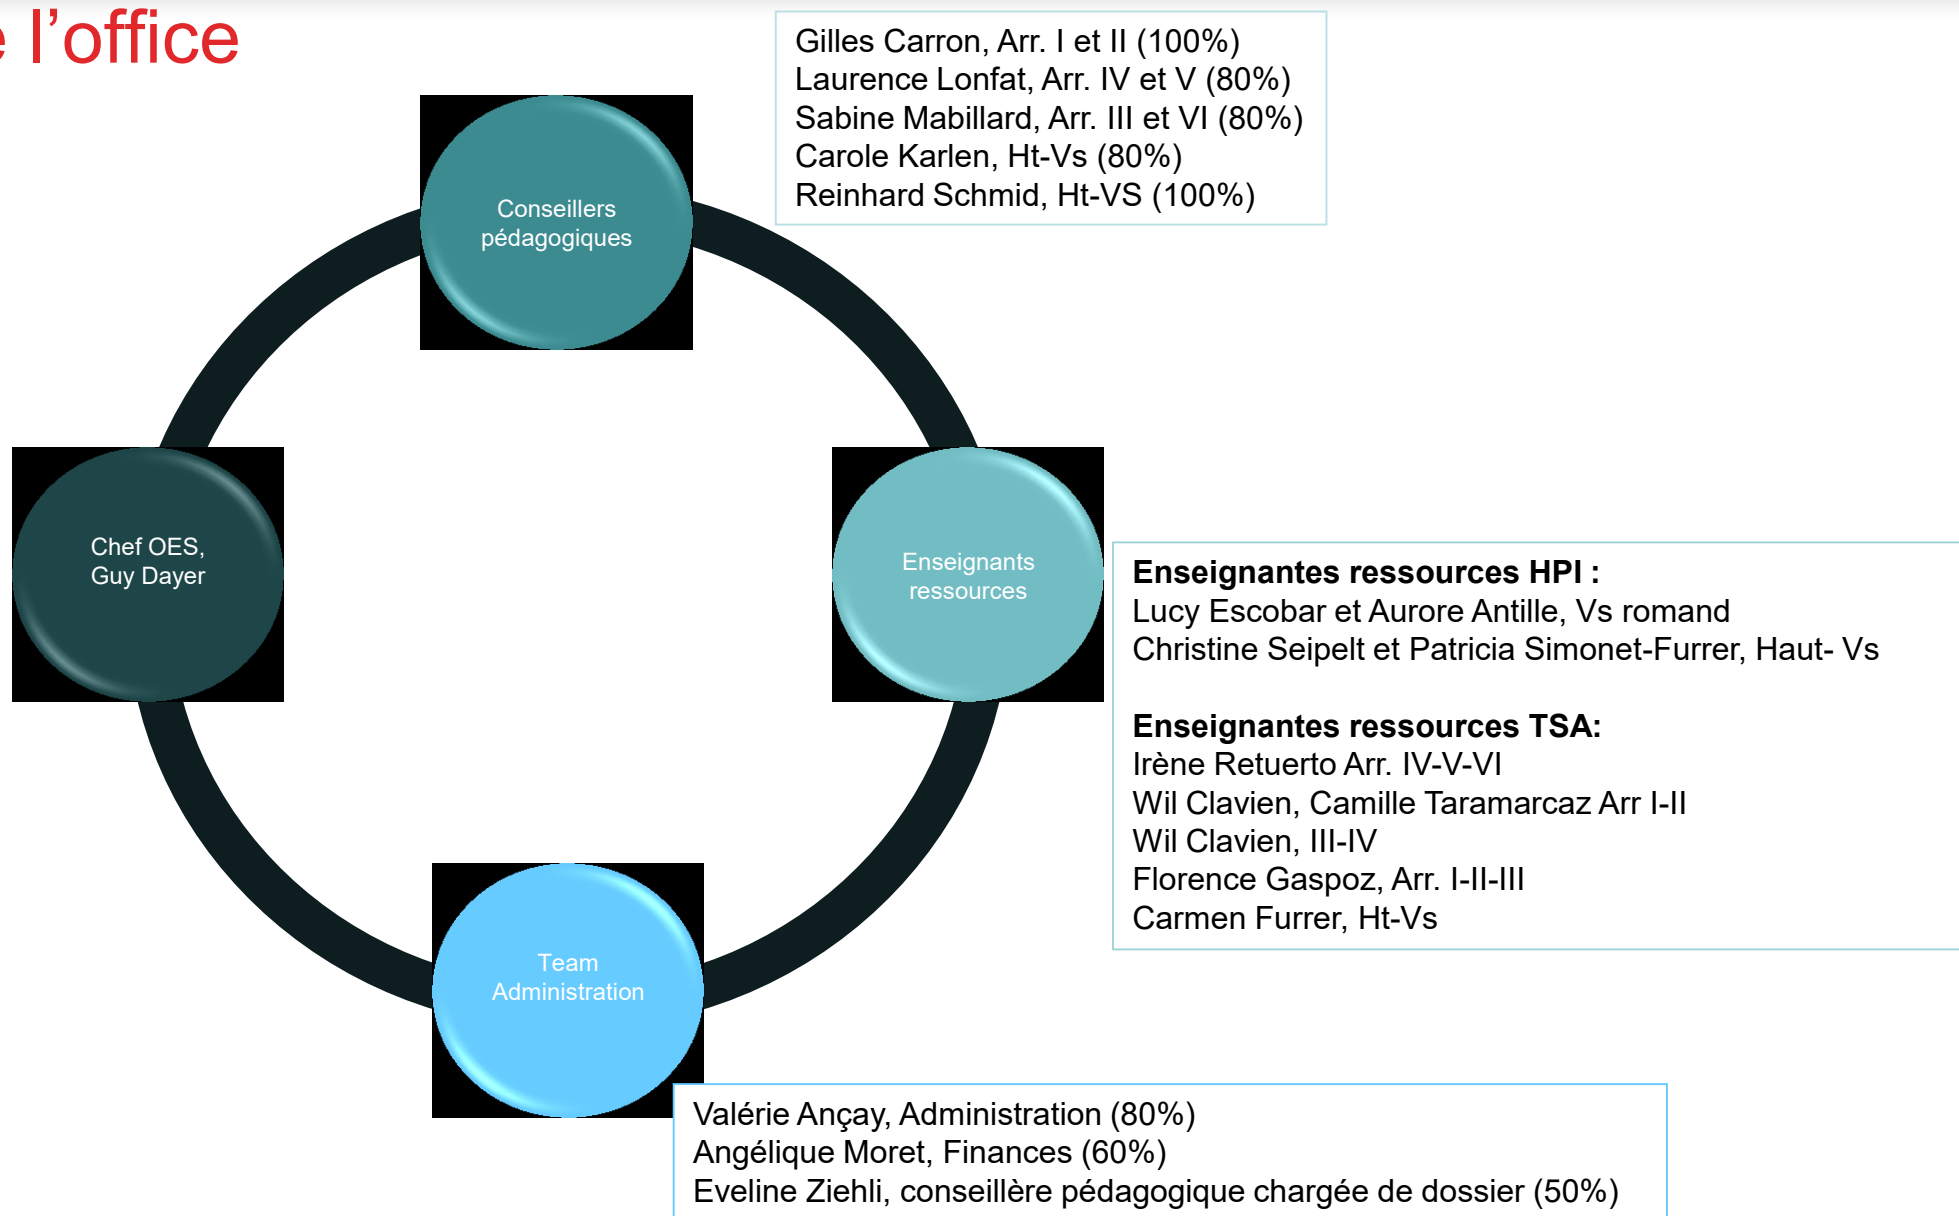 l’office
Gilles Carron, Arr. I et II (100%)
Laurence Lonfat, Arr. IV et V (80%)
Sabine Mabillard, Arr. III et VI (80%)
Carole Karlen, Ht-Vs (80%)
Reinhard Schmid, Ht-VS (100%)
Conseillers
pédagogiques
Chef OES,
Guy Dayer
Enseignants
ressources
Enseignantes ressources HPI :
Lucy Escobar et Aurore Antille, Vs romand
Christine Seipelt et Patricia Simonet-Furrer, Haut- Vs
Enseignantes ressources TSA:
Irène Retuerto Arr. IV-V-VI
Wil Clavien, Camille Taramarcaz Arr I-II
Wil Clavien, III-IV
Florence Gaspoz, Arr. I-II-III
Carmen Furrer, Ht-Vs
Team
Administration
Valérie Ançay, Administration (80%)
Angélique Moret, Finances (60%)
Eveline Ziehli, conseillère pédagogique chargée de dossier (50%)